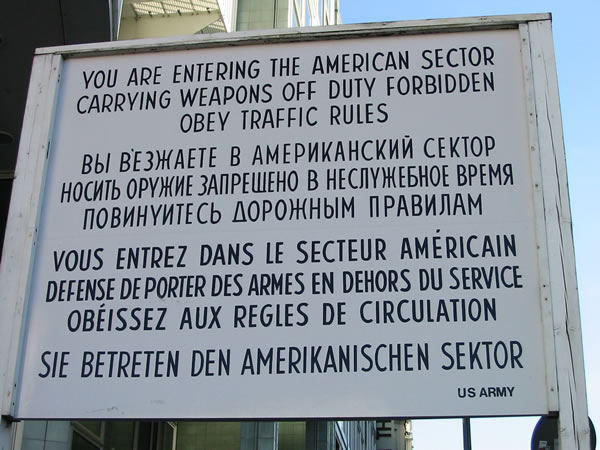 YOU ARE ENTERING THE AMERICAN SECTOR
CARRYING WEAPONS OFF DUTY FORBIDDEN
OBEY TRAFFIC RULES
ВЫ ВЪЕЗЖАЕТЕ В АМЕРИКАНСКИЙ СЕКТОР
НОСИТЬ ОРУЖИЕ ЗАПРЕЩЕНО В НЕСЛУЖЕБНОЕ ВРЕМЯ
ПОВИНУЙТЕСЬ ДОРОЖНЫМ ПРАВИЛАМ
VOUS ENTREZ DANS LE SECTEUR AMÉRICAIN
DEFENSE DE PORTER DES ARMES EN DEHORS DU SERVICE
OBÉISSEZ AUX REGLES DE CIRCULATION
SIE BETRETEN DEN AMERIKANISCHEN SEKTOR
US ARMY